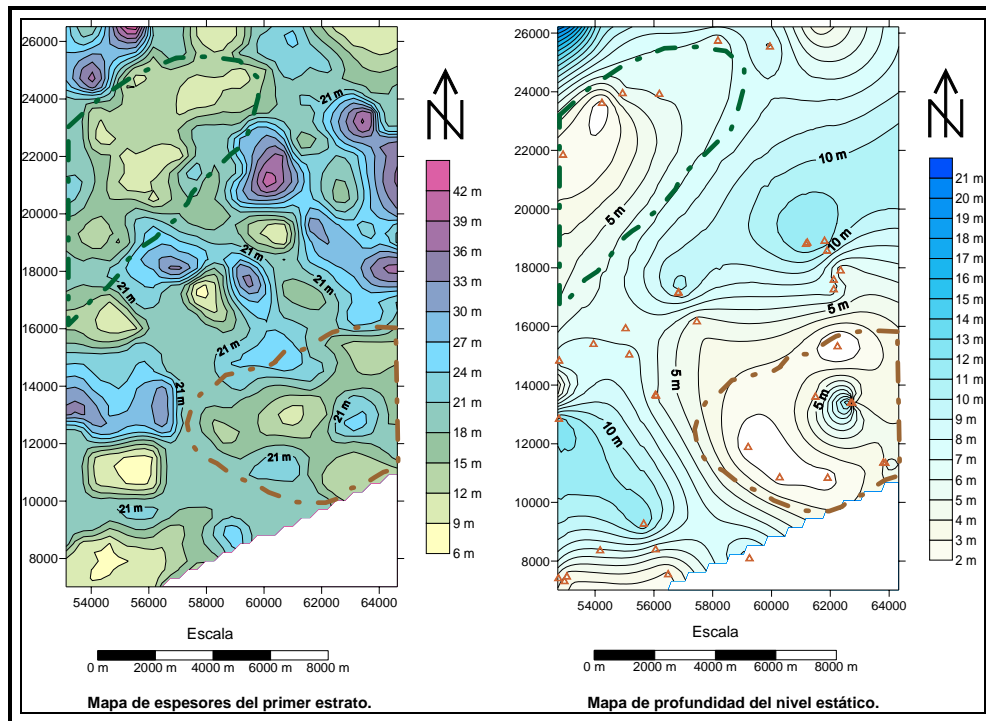 26000
24000
22000
20000
18000
16000
14000
12000
10000
8000
54000 56000 58000 60000 62000 64000
21 m
21 m
21 m
21 m
21 m
21 m
21 m
21 m
21 m
21 m
21 m
N
42 m
39 m
36 m
33 m
30 m
27 m
24 m
21 m
18 m
15 m
12 m
9 m
6 m
Escala
0 m 2000 m 4000 m 6000 m 8000 m
Mapa de espesores del primer estrato.
26000
24000
22000
20000
18000
16000
14000
12000
10000
8000
54000 56000 58000 60000 62000 64000
10 m
5 m
10 m
5 m
5 m
5 m
10 m
N
21 m
20 m
19 m
18 m
17 m
16 m
15 m
14 m
13 m
12 m
11 m
10 m
9 m
8 m
7 m
6 m
5 m
4 m
3 m
2 m
Escala
0 m 2000 m 4000 m 6000 m 8000 m
Mapa de profundidad del nivel estático.